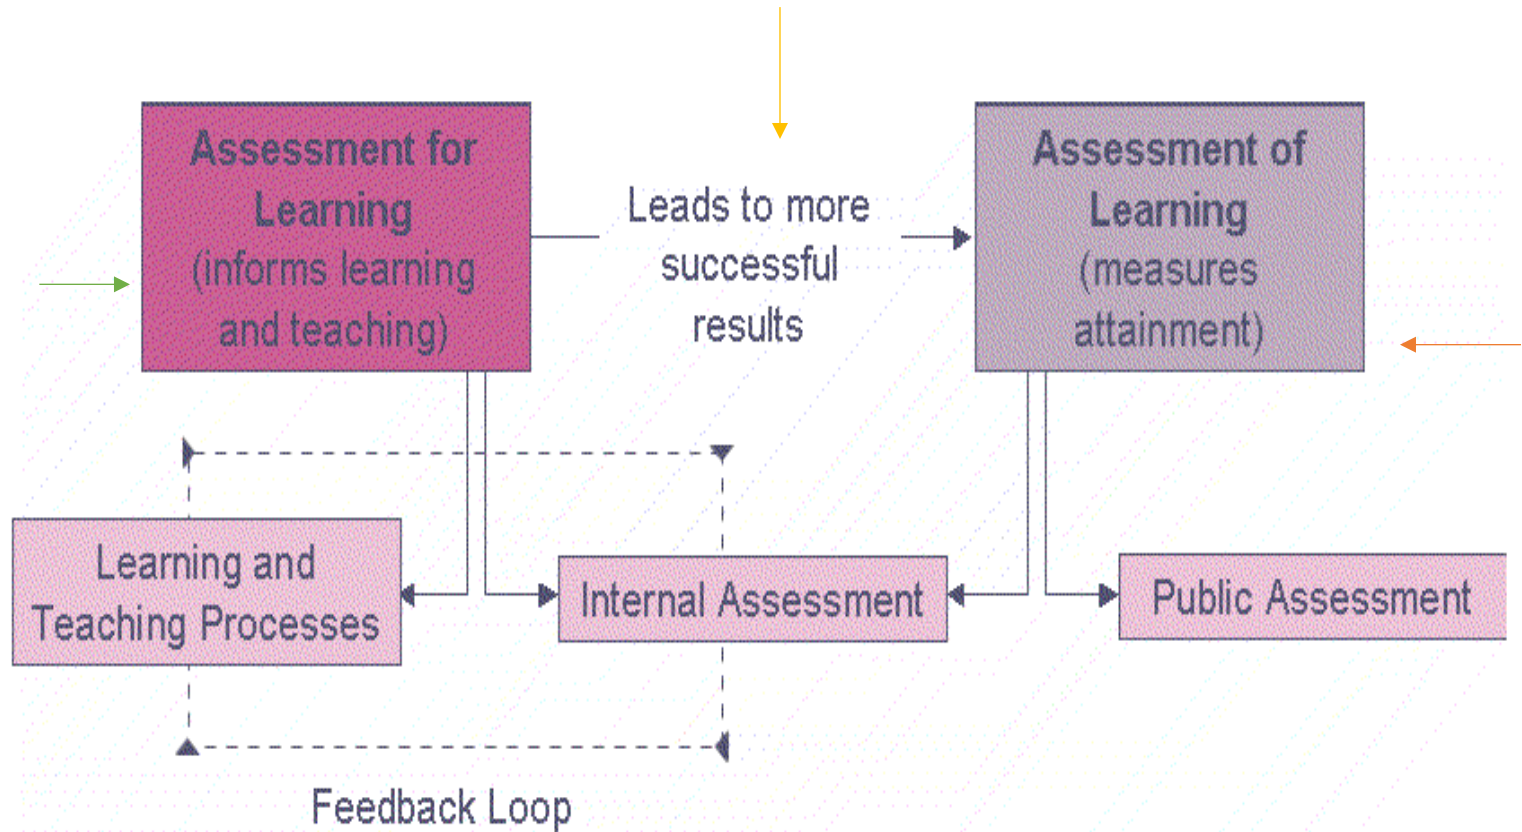 Assessment for
Learning
(informs learning
and teaching)
Leads to more
successful
results
Assessment of
Learning
(measures
attainment)
Learning and
Teaching Processes
Internal Assessment
Public Assessment
Feedback Loop